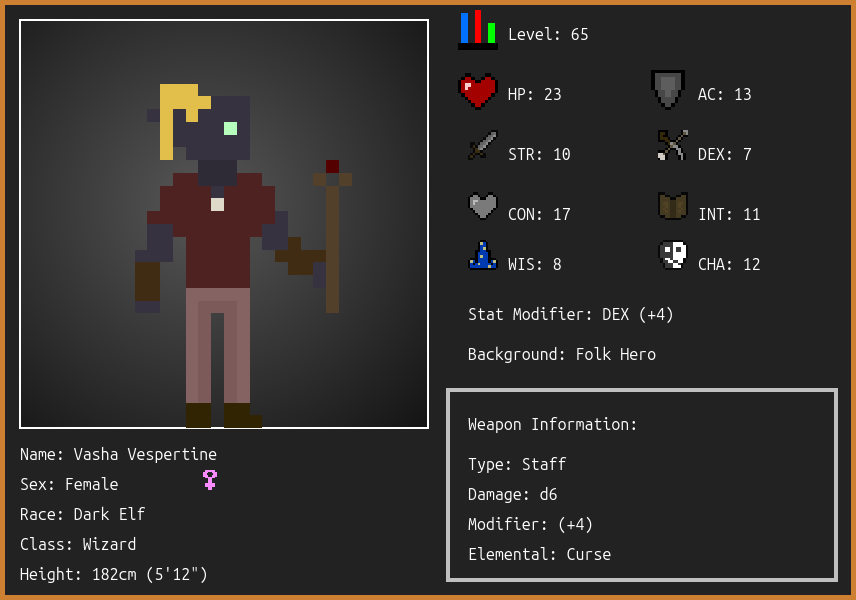 Level: 65
HP: 23
AC: 13
STR: 10
DEX: 7
CON: 17
INT: 11
WIS: 8
CHA: 12
Stat Modifier: DEX (+4)
Background: Folk Hero
Weapon Information:
Type: Staff
Damage: d6
Modifier: (+4)
Elemental: Curse
Name: Vasha Vespertine
Sex: Female
Race: Dark Elf
Class: Wizard
Height: 182cm (5'12")